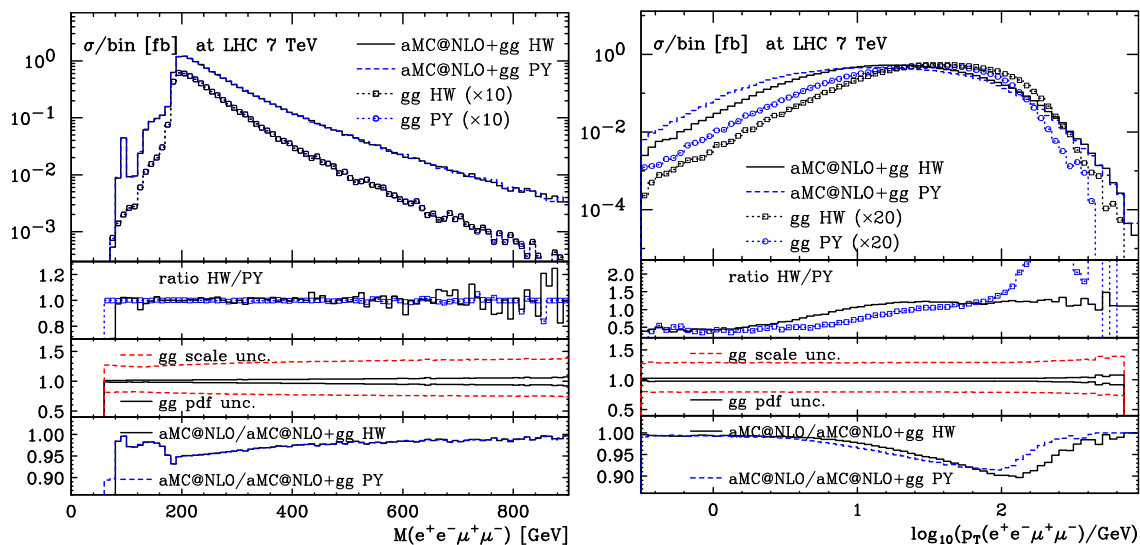 σ/bin [fb] at LHC 7 TeV
aMC@NLO+gg HW
aMC@NLO+gg PY
gg HW (×10)
gg PY (×10)
10⁰
10⁻¹
10⁻²
10⁻³
ratio HW/PY
1.2
1.0
0.8
gg scale unc.
gg pdf unc.
1.5
1.0
0.5
aMC@NLO/aMC@NLO+gg HW
aMC@NLO/aMC@NLO+gg PY
1.00
0.95
0.90
0 200 400 600 800
M(e⁺e⁻μ⁺μ⁻) [GeV]
σ/bin [fb] at LHC 7 TeV
aMC@NLO+gg HW
aMC@NLO+gg PY
gg HW (×20)
gg PY (×20)
10⁰
10⁻²
10⁻⁴
ratio HW/PY
2.0
1.5
1.0
0.5
gg scale unc.
gg pdf unc.
1.5
1.0
0.5
aMC@NLO/aMC@NLO+gg HW
aMC@NLO/aMC@NLO+gg PY
1.00
0.95
0.90
0 1 2
log₁₀(p_T(e⁺e⁻μ⁺μ⁻)/GeV)